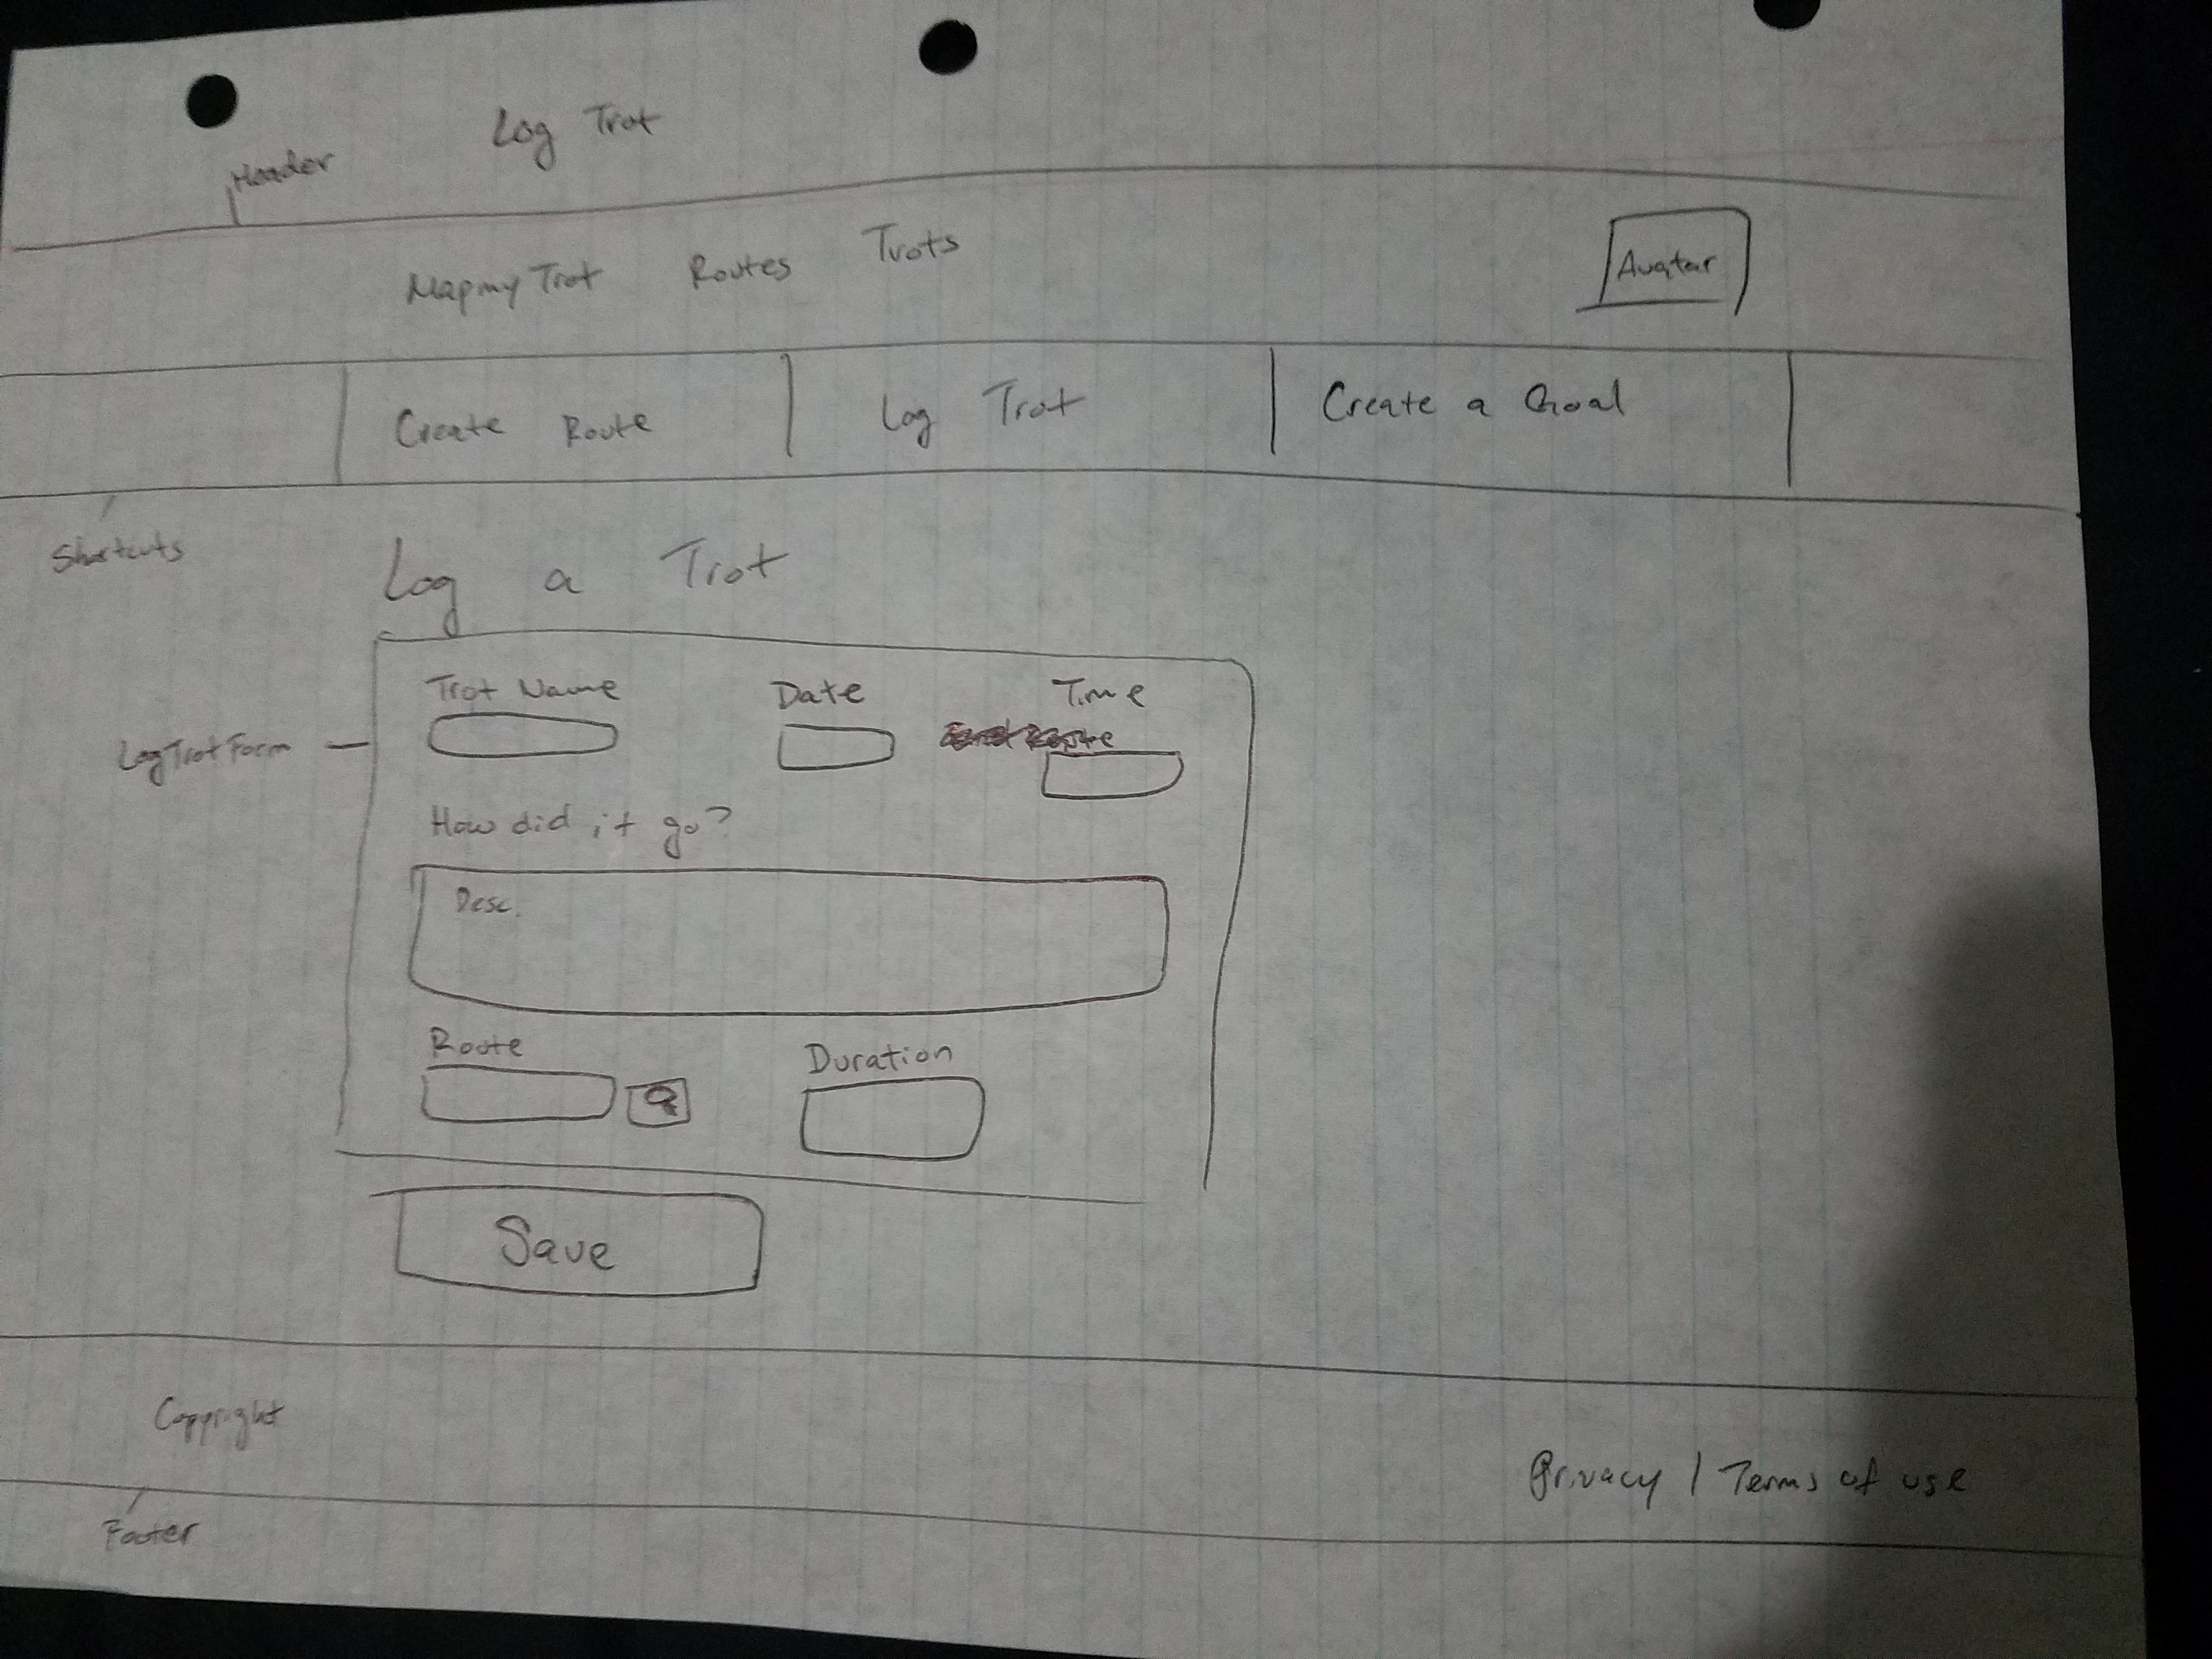 Log Trot
Header
MapmyTrot Routes Trots Avatar
Create Route Log Trot Create a Goal
Shortcuts
Log a Trot
LogTrotForm
Trot Name Date Time
How did it go?
Desc.
Route Duration
Save
Copyright Privacy / Terms of use
Footer